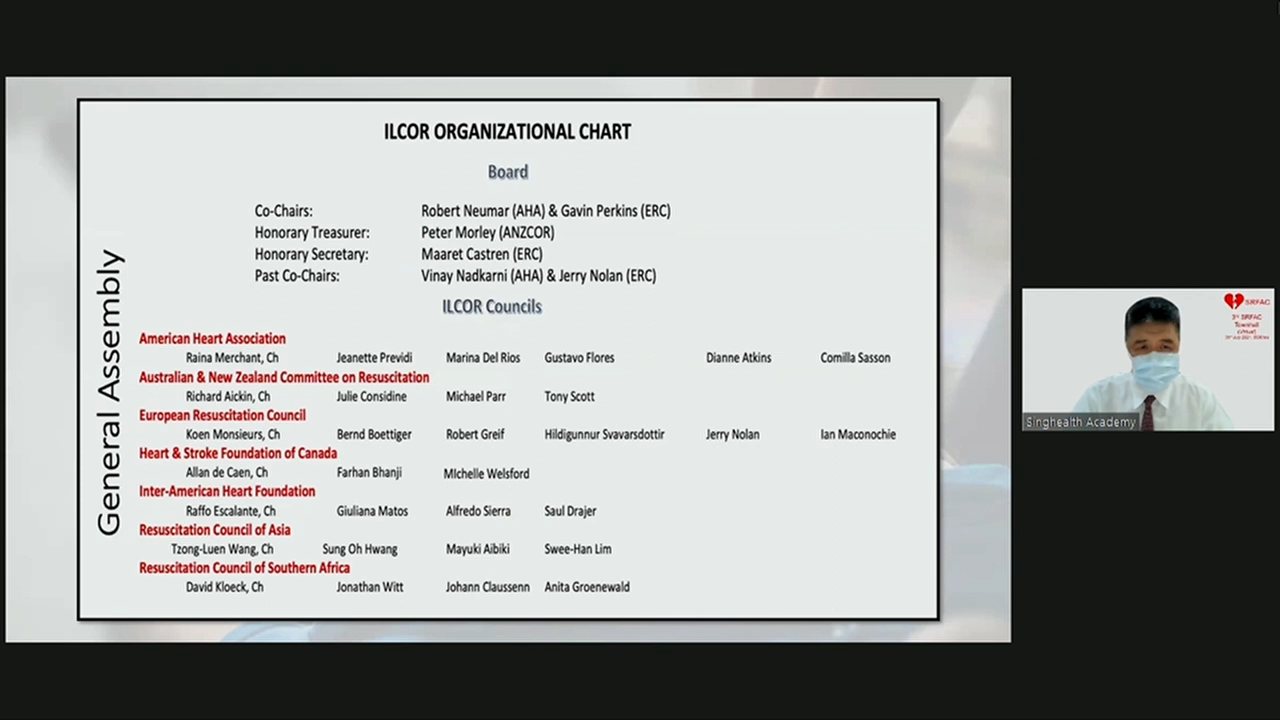 ILCOR ORGANIZATIONAL CHART
Board
Co-Chairs: Robert Neumar (AHA) & Gavin Perkins (ERC)
Honorary Treasurer: Peter Morley (ANZCOR)
Honorary Secretary: Maaret Castren (ERC)
Past Co-Chairs: Vinay Nadkarni (AHA) & Jerry Nolan (ERC)
General Assembly
ILCOR Councils
American Heart Association
Raina Merchant, Ch Jeanette Previdi Marina Del Rios Gustavo Flores Dianne Atkins Comilla Sasson
Australian & New Zealand Committee on Resuscitation
Richard Aickin, Ch Julie Considine Michael Parr Tony Scott
European Resuscitation Council
Koen Monsieurs, Ch Bernd Boettiger Robert Greif Hildigunnur Svavarsdottir Jerry Nolan Ian Maconochie
Heart & Stroke Foundation of Canada
Allan de Caen, Ch Farhan Bhanji MIchelle Welsford
Inter-American Heart Foundation
Raffo Escalante, Ch Giuliana Matos Alfredo Sierra Saul Drajer
Resuscitation Council of Asia
Tzong-Luen Wang, Ch Sung Oh Hwang Mayuki Aibiki Swee-Han Lim
Resuscitation Council of Southern Africa
David Kloeck, Ch Jonathan Witt Johann Claussenn Anita Groenewald
SRFAC
SRFAC
Townhall
(Virtual)
Singhealth Academy